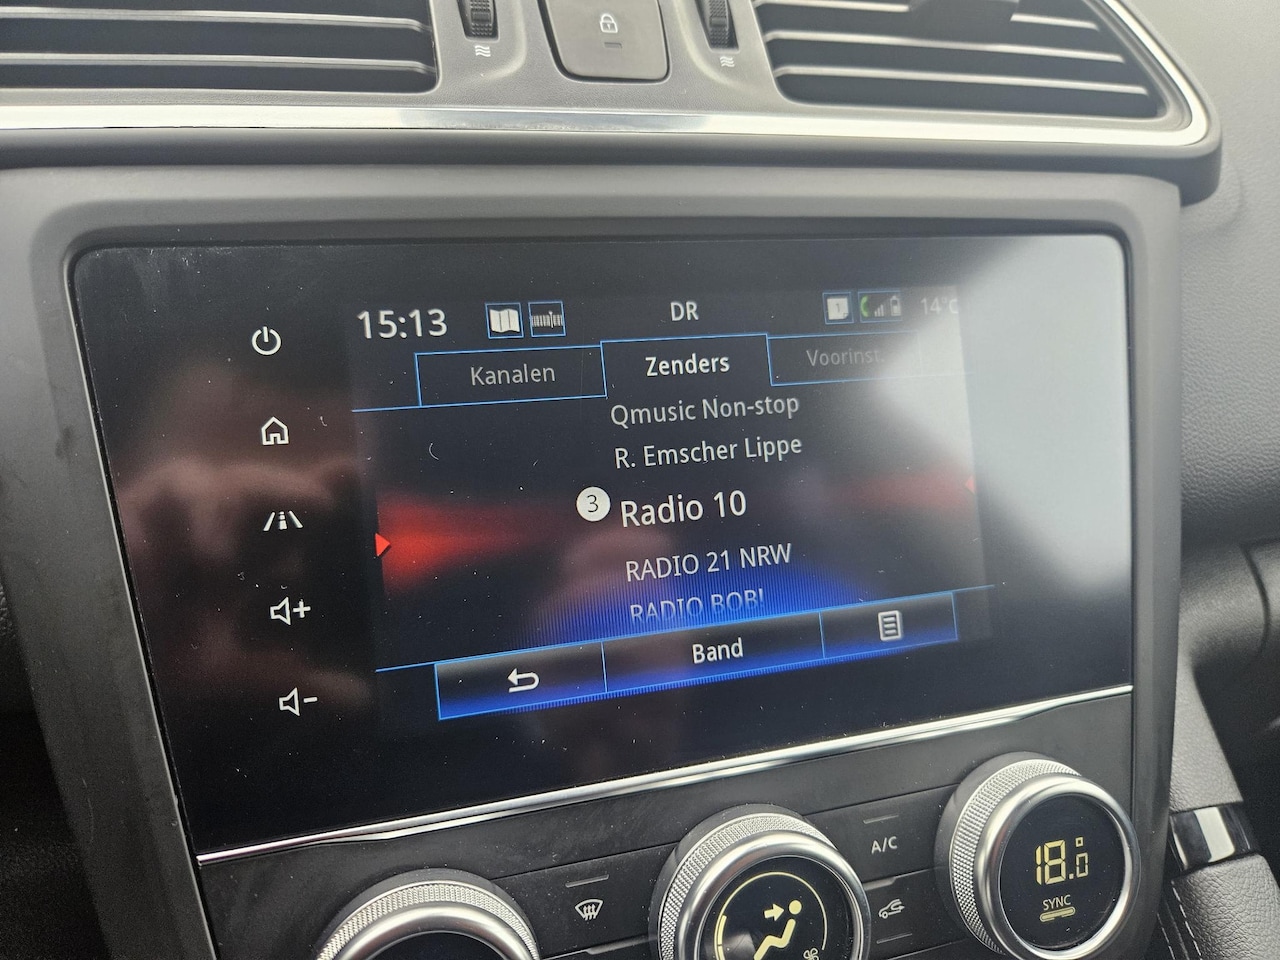 15:13 DR 1 14°C
Kanalen Zenders Voorinst.
Qmusic Non-stop
R. Emscher Lippe
3 Radio 10
RADIO 21 NRW
RADIO BOB!
Band
A/C
18.0
SYNC